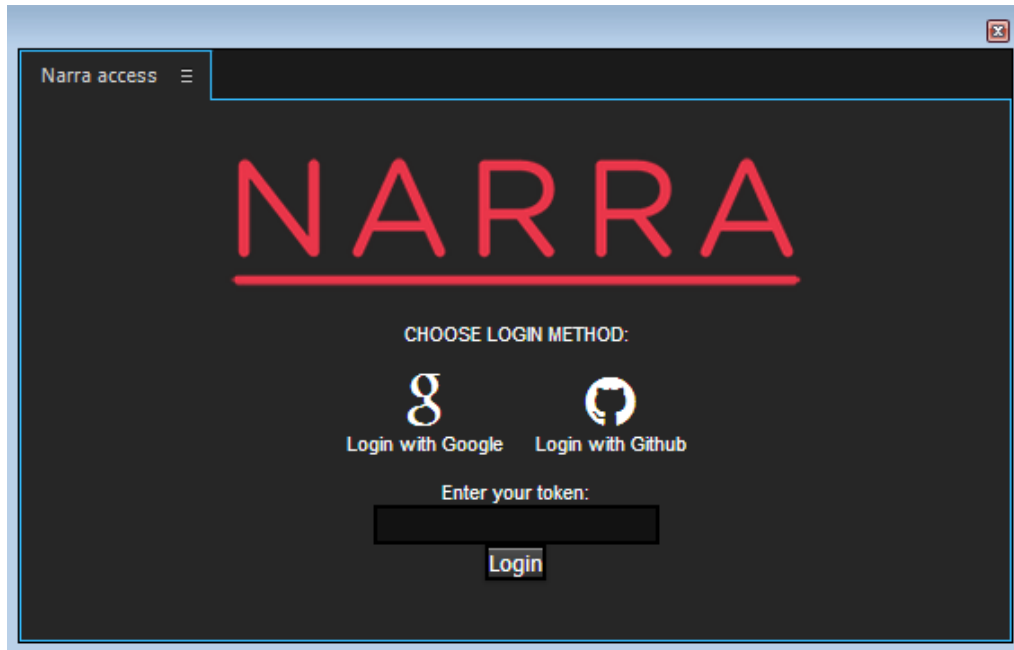 Narra access
NARRA
CHOOSE LOGIN METHOD:
Login with Google Login with Github
Enter your token:
Login